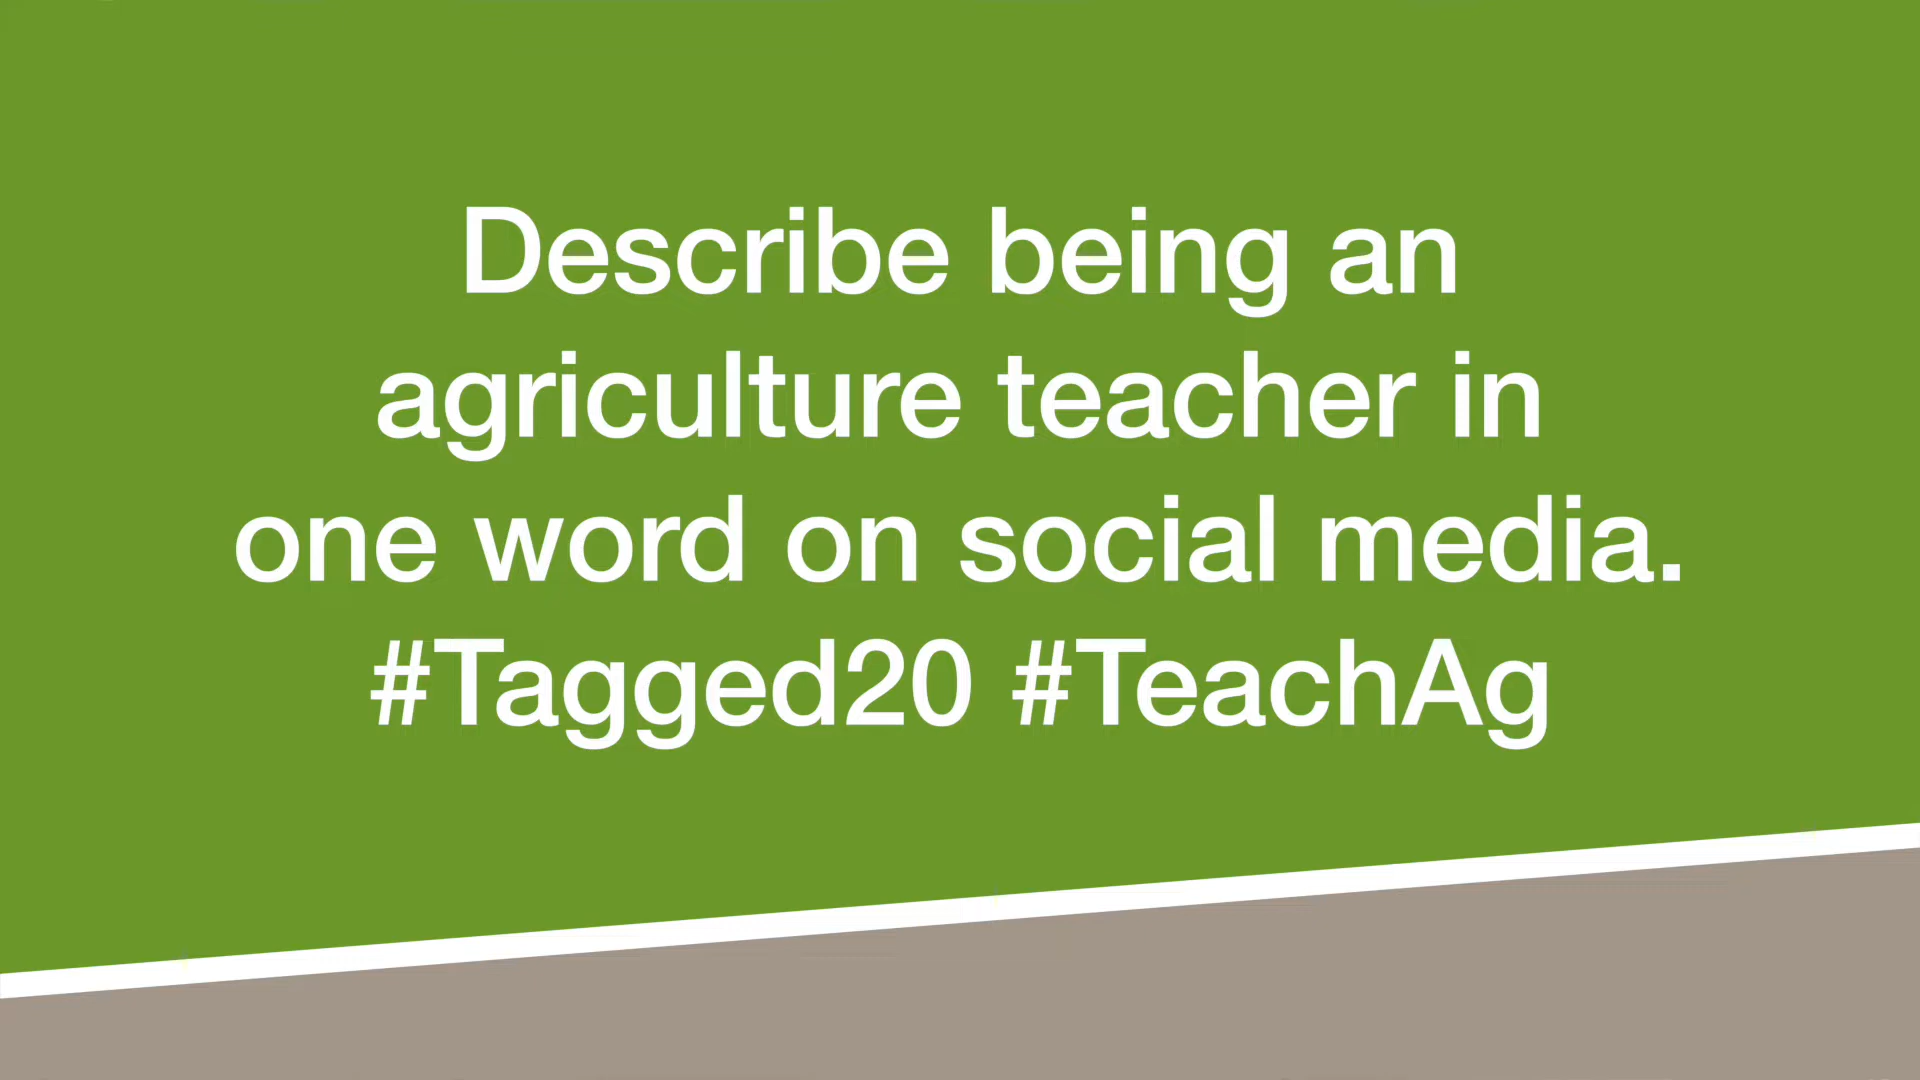 Describe being an
agriculture teacher in
one word on social media.
#Tagged20 #TeachAg